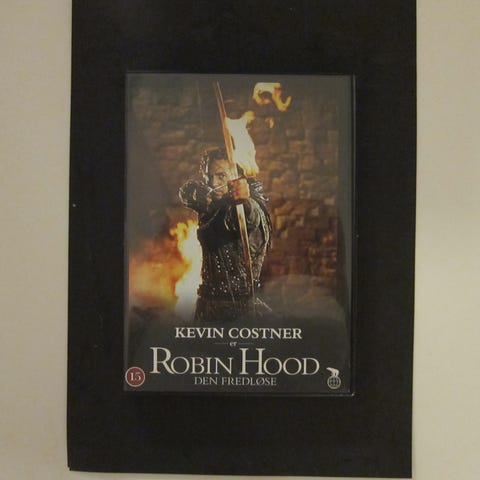 KEVIN COSTNER
er
ROBIN HOOD
DEN FREDLØSE
15